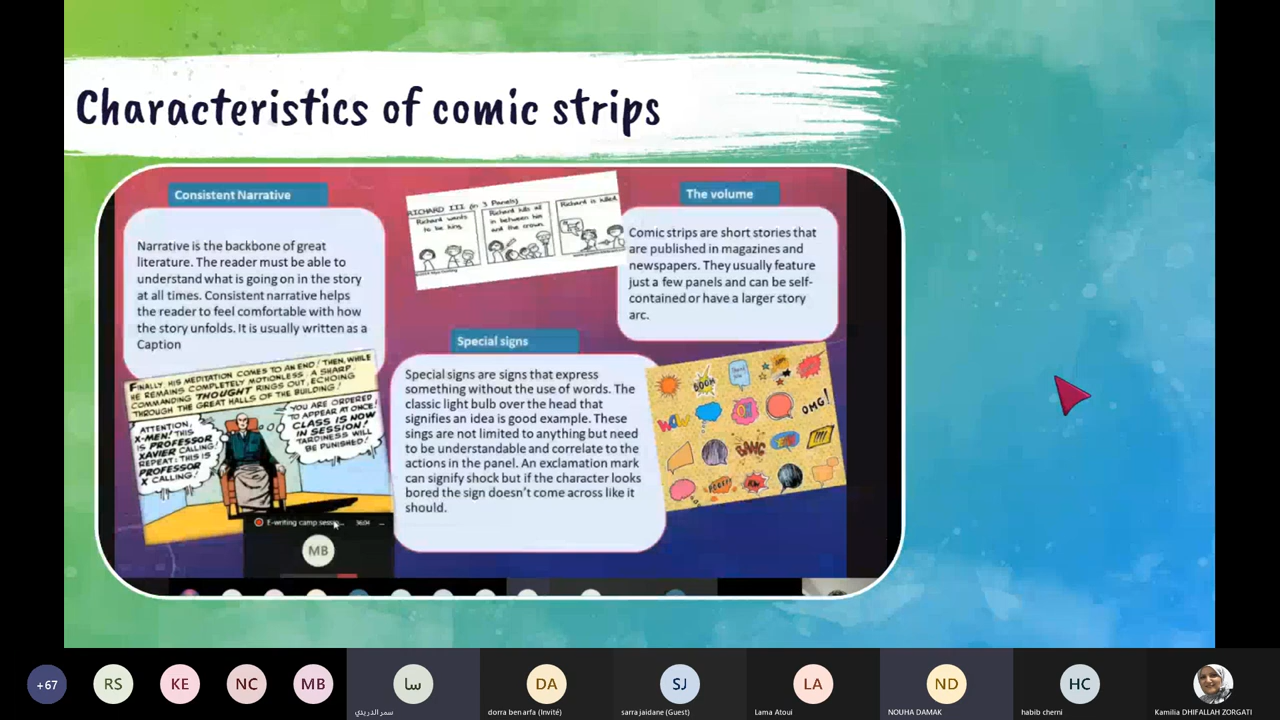 Characteristics of comic strips
Consistent Narrative
Narrative is the backbone of great
literature. The reader must be able to
understand what is going on in the story
at all times. Consistent narrative helps
the reader to feel comfortable with how
the story unfolds. It is usually written as a
Caption
RICHARD III (in 3 Panels)
Richard wants
to be king.
Richard kills all
in between him
and the crown.
Richard is killed.
The volume
Comic strips are short stories that
are published in magazines and
newspapers. They usually feature
just a few panels and can be self-
contained or have a larger story
arc.
Special signs
Special signs are signs that express
something without the use of words. The
classic light bulb over the head that
signifies an idea is good example. These
sings are not limited to anything but need
to be understandable and correlate to the
actions in the panel. An exclamation mark
can signify shock but if the character looks
bored the sign doesn't come across like it
should.
FINALLY, HIS MEDITATION COMES TO AN END! THEN, WHILE
HE REMAINS COMPLETELY MOTIONLESS, A SHARP,
COMMANDING THOUGHT RINGS OUT, ECHOING
THROUGH THE GREAT HALLS OF THE BUILDING!
ATTENTION,
X-MEN! THIS
IS PROFESSOR
XAVIER CALLING!
REPEAT: THIS IS
PROFESSOR
X CALLING!
YOU ARE ORDERED
TO APPEAR AT ONCE!
CLASS IS NOW
IN SESSION!
TARDINESS WILL
BE PUNISHED!
BOOM
WOW
OH
OMG!
BANG
E-writing camp sessio...
36:04
MB
+67
RS
KE
NC
MB
سا
سمر الدريدي
DA
dorra ben arfa (Invité)
SJ
sarra jaidane (Guest)
LA
Lama Atoui
ND
NOUHA DAMAK
HC
habib cherni
Kamilia DHIFALLAH ZORGATI